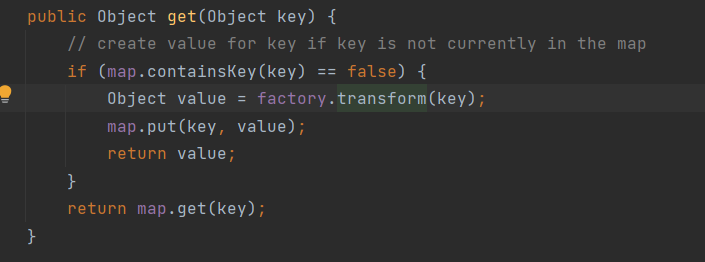 public Object get(Object key) {
// create value for key if key is not currently in the map
if (map.containsKey(key) == false) {
Object value = factory.transform(key);
map.put(key, value);
return value;
}
return map.get(key);
}